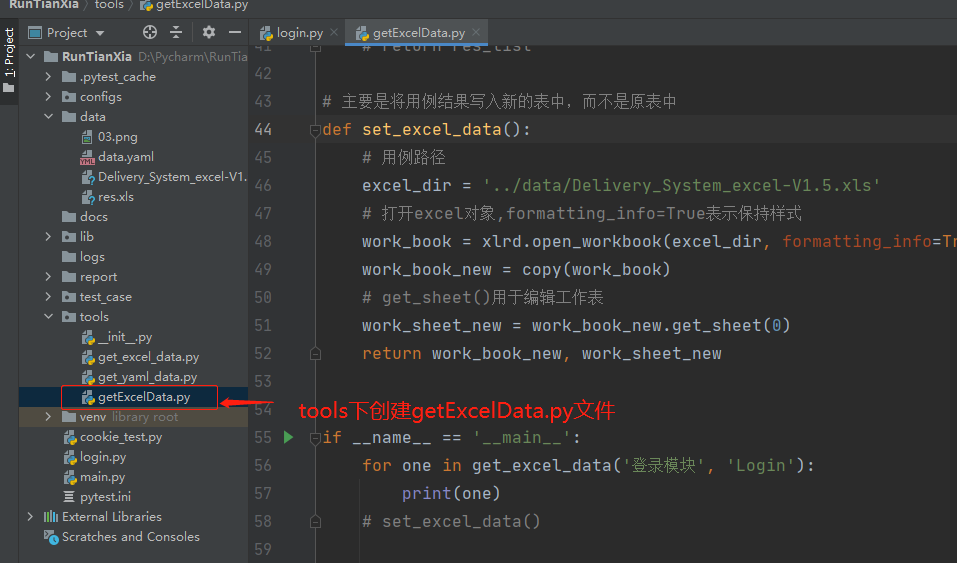 RunTianXia
tools
getExcelData.py
Project
login.py
getExcelData.py
1: Project
RunTianXia D:\Pycharm\RunTia
.pytest_cache
configs
data
03.png
data.yaml
Delivery_System_excel-V1.
res.xls
docs
lib
logs
report
test_case
tools
__init__.py
get_excel_data.py
get_yaml_data.py
getExcelData.py
venv library root
cookie_test.py
login.py
main.py
pytest.ini
External Libraries
Scratches and Consoles
41 # return res_list
42
43 # 主要是将用例结果写入新的表中，而不是原表中
44 def set_excel_data():
45 # 用例路径
46 excel_dir = '../data/Delivery_System_excel-V1.5.xls'
47 # 打开excel对象,formatting_info=True表示保持样式
48 work_book = xlrd.open_workbook(excel_dir, formatting_info=Tr
49 work_book_new = copy(work_book)
50 # get_sheet()用于编辑工作表
51 work_sheet_new = work_book_new.get_sheet(0)
52 return work_book_new, work_sheet_new
53
54
tools下创建getExcelData.py文件
55 if __name__ == '__main__':
56 for one in get_excel_data('登录模块', 'Login'):
57 print(one)
58 # set_excel_data()
59